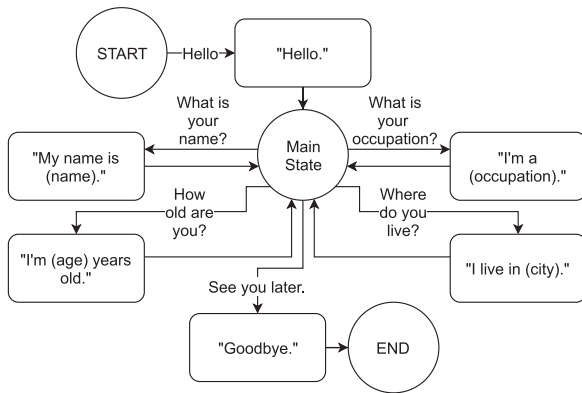 START
Hello
"Hello."
What is
your
name?
What is
your
occupation?
Main
State
"My name is
(name)."
"I'm a
(occupation)."
How
old are
you?
Where
do you
live?
"I'm (age) years
old."
"I live in (city)."
See you later.
"Goodbye."
END